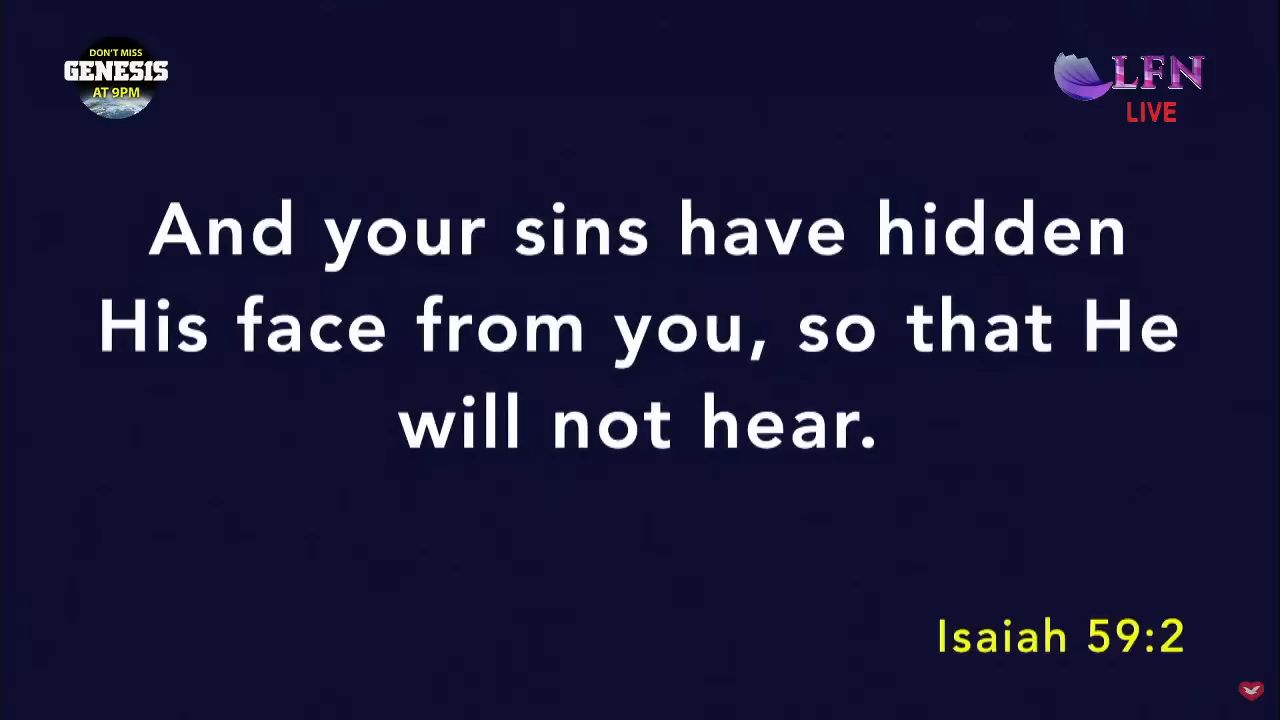 DON'T MISS
GENESIS
AT 9PM
LFN
LIVE
And your sins have hidden
His face from you, so that He
will not hear.
Isaiah 59:2